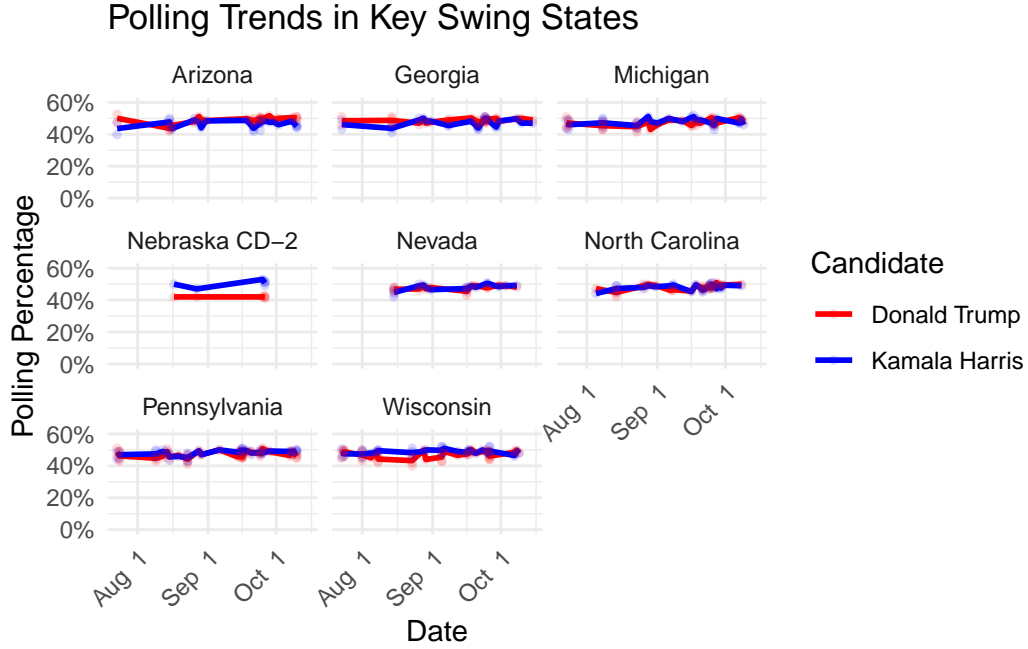 Polling Trends in Key Swing States
Arizona
Georgia
Michigan
60%
40%
20%
0%
Nebraska CD−2
Nevada
North Carolina
60%
40%
20%
0%
Pennsylvania
Wisconsin
60%
40%
20%
0%
Aug 1
Sep 1
Oct 1
Aug 1
Sep 1
Oct 1
Aug 1
Sep 1
Oct 1
Date
Polling Percentage
Candidate
Donald Trump
Kamala Harris